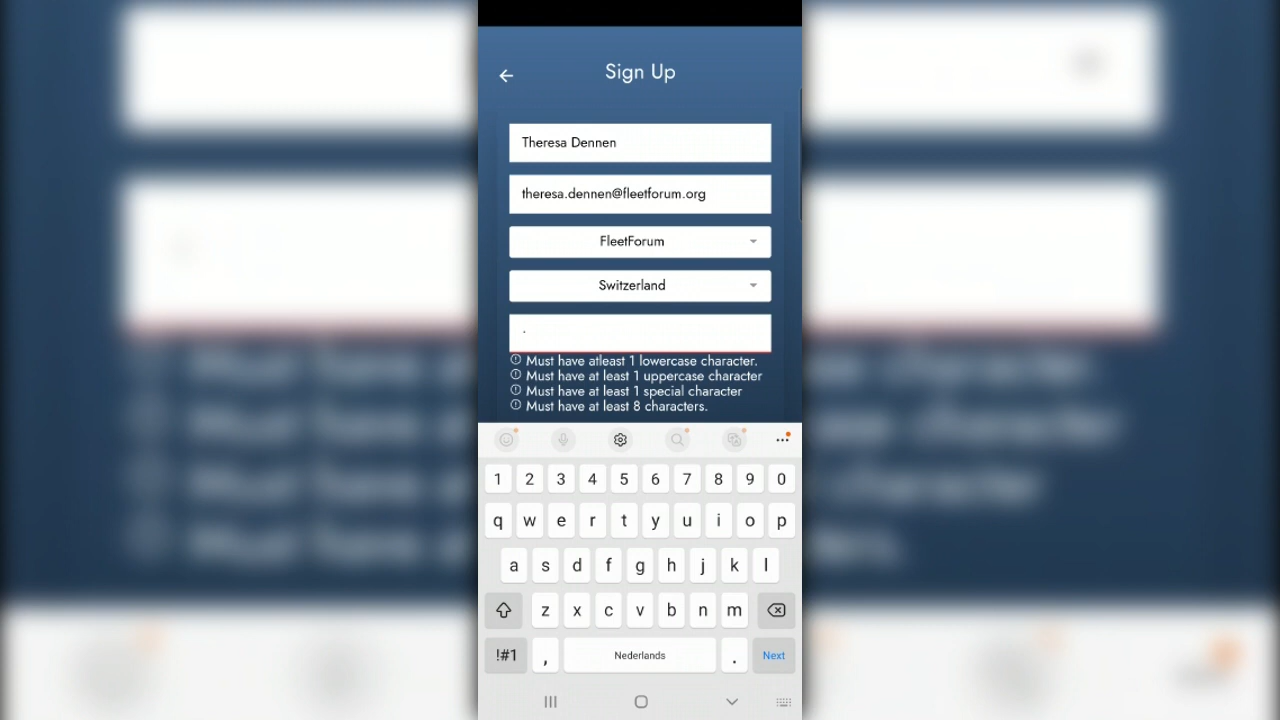 Sign Up
Theresa Dennen
theresa.dennen@fleetforum.org
FleetForum
Switzerland
.
Must have atleast 1 lowercase character.
Must have at least 1 uppercase character
Must have at least 1 special character
Must have at least 8 characters.
1 2 3 4 5 6 7 8 9 0
q w e r t y u i o p
a s d f g h j k l
z x c v b n m
!#1 , Nederlands . Next